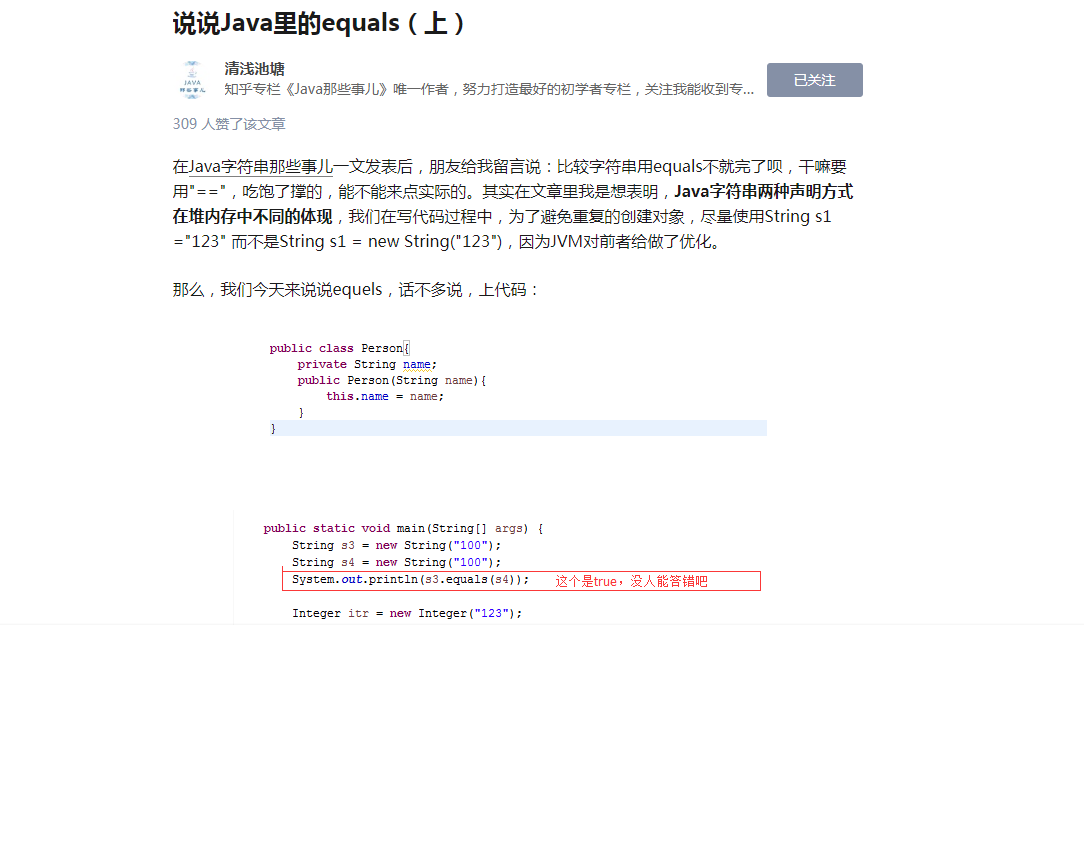 说说Java里的equals（上）
清浅池塘
知乎专栏《Java那些事儿》唯一作者，努力打造最好的初学者专栏，关注我能收到专…
已关注
JAVA
那些事儿
309 人赞了该文章
在Java字符串那些事儿一文发表后，朋友给我留言说：比较字符串用equals不就完了呗，干嘛要
用"=="，吃饱了撑的，能不能来点实际的。其实在文章里我是想表明，Java字符串两种声明方式
在堆内存中不同的体现，我们在写代码过程中，为了避免重复的创建对象，尽量使用String s1
="123" 而不是String s1 = new String("123")，因为JVM对前者给做了优化。
那么，我们今天来说说equels，话不多说，上代码：
public class Person{
    private String name;
    public Person(String name){
        this.name = name;
    }
}
public static void main(String[] args) {
    String s3 = new String("100");
    String s4 = new String("100");
    System.out.println(s3.equals(s4)); 这个是true，没人能答错吧
    Integer itr = new Integer("123");